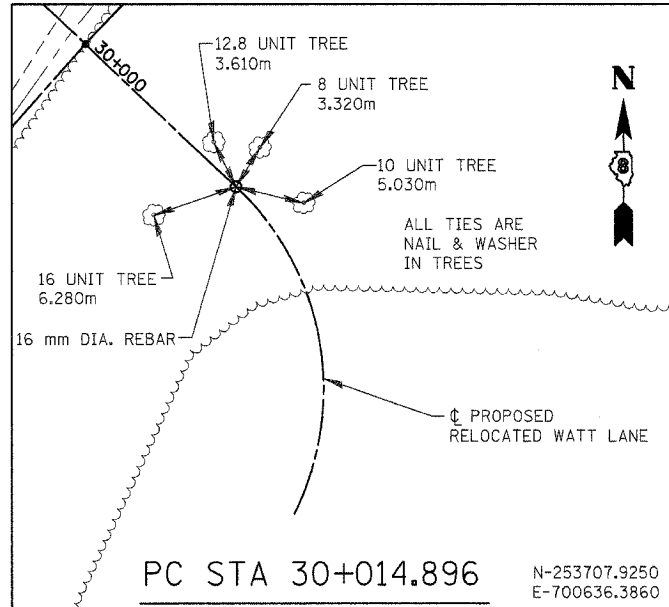 12.8 UNIT TREE
3.610m
30+000
8 UNIT TREE
3.320m
N
8
10 UNIT TREE
5.030m
ALL TIES ARE
NAIL & WASHER
IN TREES
16 UNIT TREE
6.280m
16 mm DIA. REBAR
℄ PROPOSED
RELOCATED WATT LANE
PC STA 30+014.896
N-253707.9250
E-700636.3860